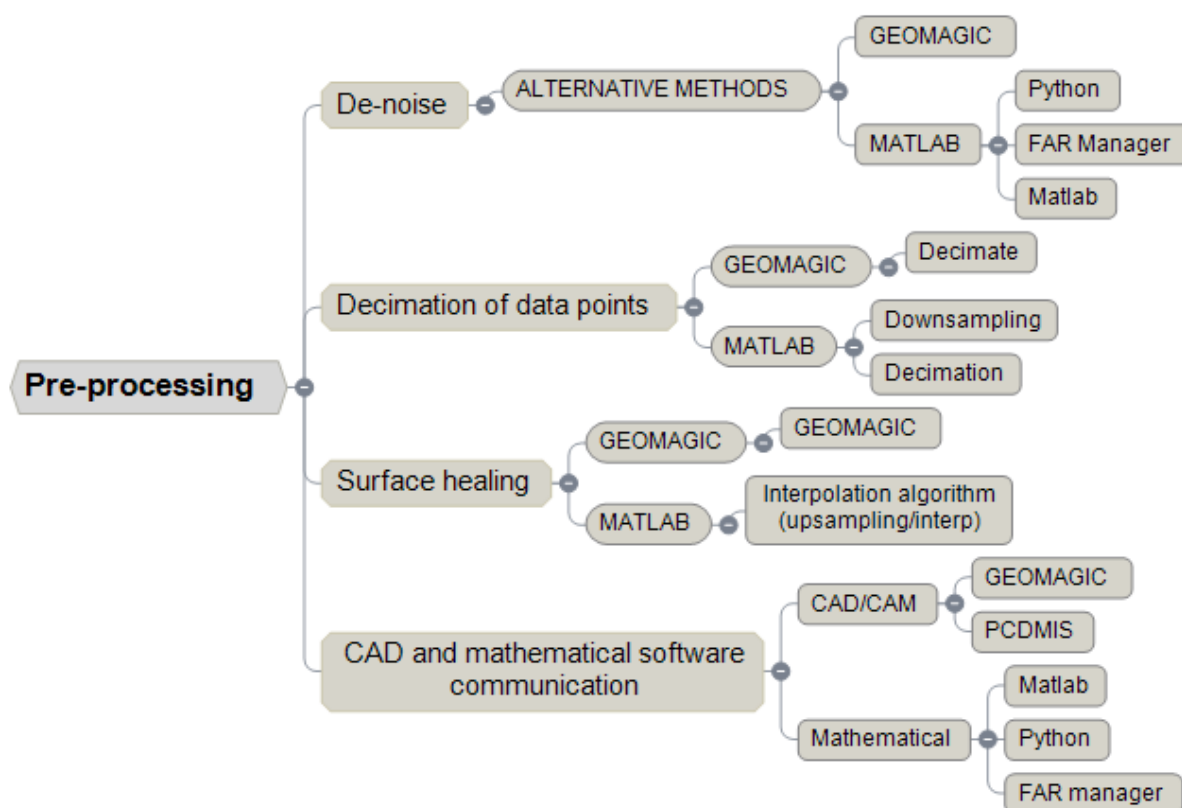 Pre-processing
De-noise
ALTERNATIVE METHODS
GEOMAGIC
MATLAB
Python
FAR Manager
Matlab
Decimation of data points
GEOMAGIC
Decimate
MATLAB
Downsampling
Decimation
Surface healing
GEOMAGIC
GEOMAGIC
MATLAB
Interpolation algorithm
(upsampling/interp)
CAD and mathematical software
communication
CAD/CAM
GEOMAGIC
PCDMIS
Mathematical
Matlab
Python
FAR manager